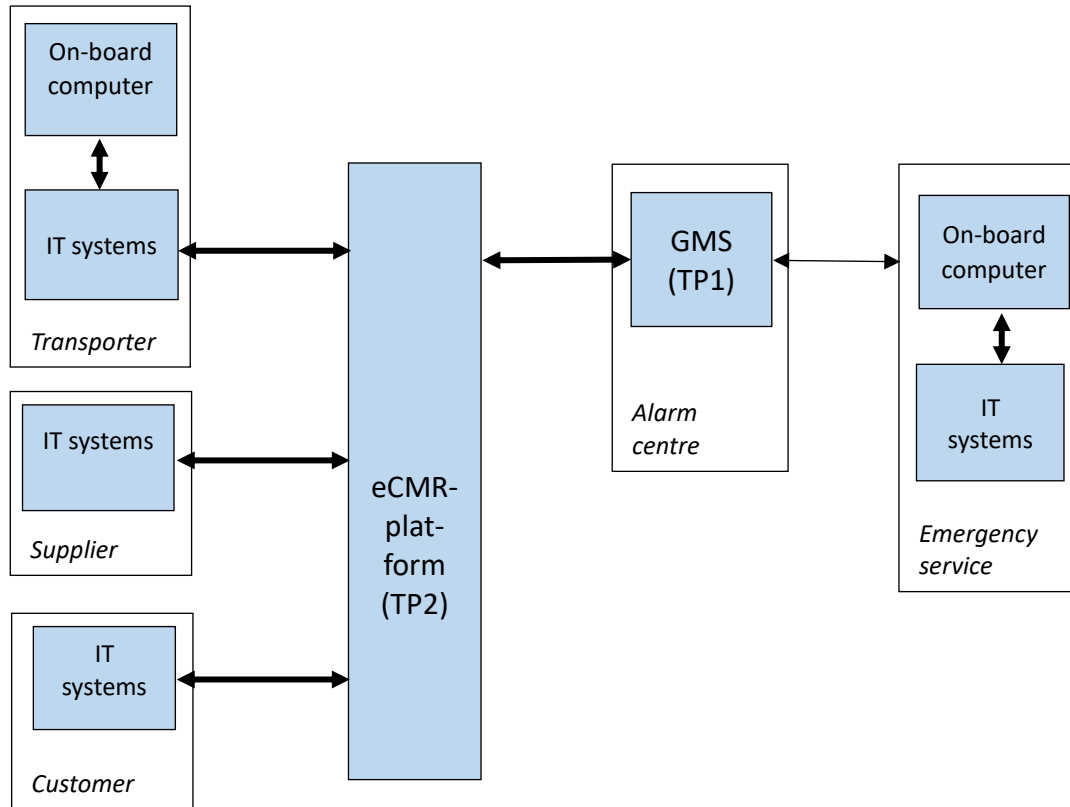 On-board
computer
IT systems
Transporter
IT systems
Supplier
IT
systems
Customer
eCMR-
plat-
form
(TP2)
GMS
(TP1)
Alarm
centre
On-board
computer
IT
systems
Emergency
service